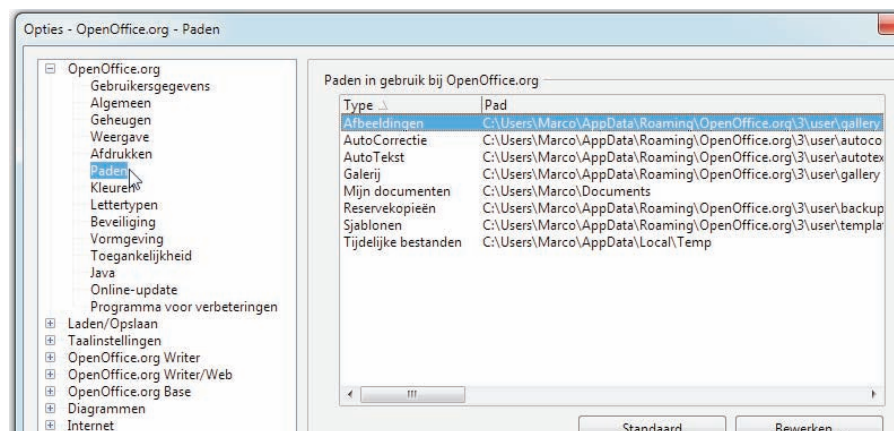 Opties - OpenOffice.org - Paden
OpenOffice.org
Gebruikersgegevens
Algemeen
Geheugen
Weergave
Afdrukken
Paden
Kleuren
Lettertypen
Beveiliging
Vormgeving
Toegankelijkheid
Java
Online-update
Programma voor verbeteringen
Laden/Opslaan
Taalinstellingen
OpenOffice.org Writer
OpenOffice.org Writer/Web
OpenOffice.org Base
Diagrammen
Internet
Paden in gebruik bij OpenOffice.org
Type Pad
Afbeeldingen C:\Users\Marco\AppData\Roaming\OpenOffice.org\3\user\gallery
AutoCorrectie C:\Users\Marco\AppData\Roaming\OpenOffice.org\3\user\autoco
AutoTekst C:\Users\Marco\AppData\Roaming\OpenOffice.org\3\user\autotex
Galerij C:\Users\Marco\AppData\Roaming\OpenOffice.org\3\user\gallery
Mijn documenten C:\Users\Marco\Documents
Reservekopieën C:\Users\Marco\AppData\Roaming\OpenOffice.org\3\user\backup
Sjablonen C:\Users\Marco\AppData\Roaming\OpenOffice.org\3\user\templa
Tijdelijke bestanden C:\Users\Marco\AppData\Local\Temp
Standaard Bewerken